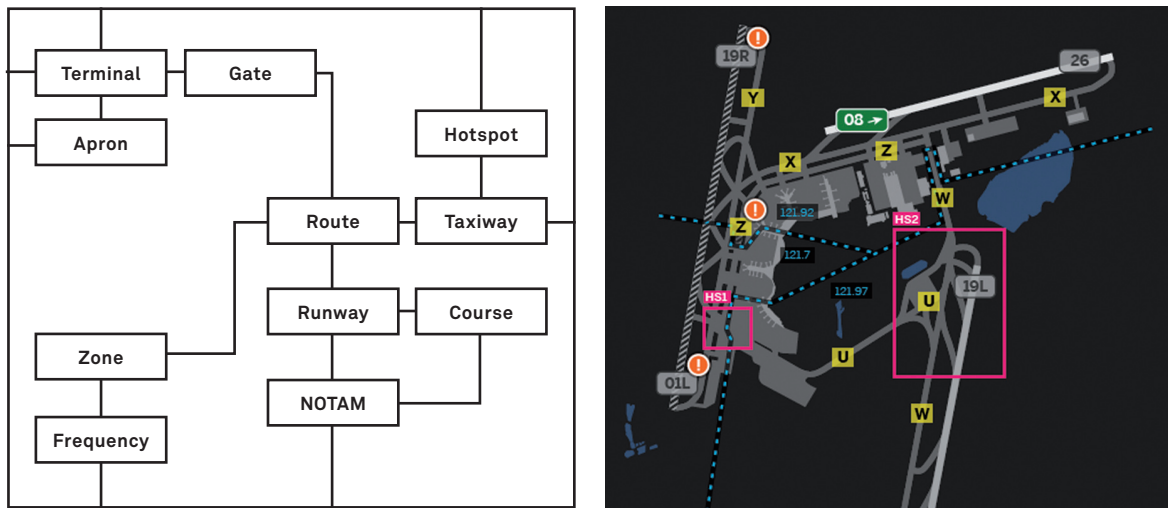 Terminal
Gate
Apron
Hotspot
Route
Taxiway
Runway
Course
Zone
NOTAM
Frequency
19R
!
26
Y
X
08
Z
X
W
!
121.92
HS2
Z
121.7
19L
121.97
HS1
U
U
!
01L
W